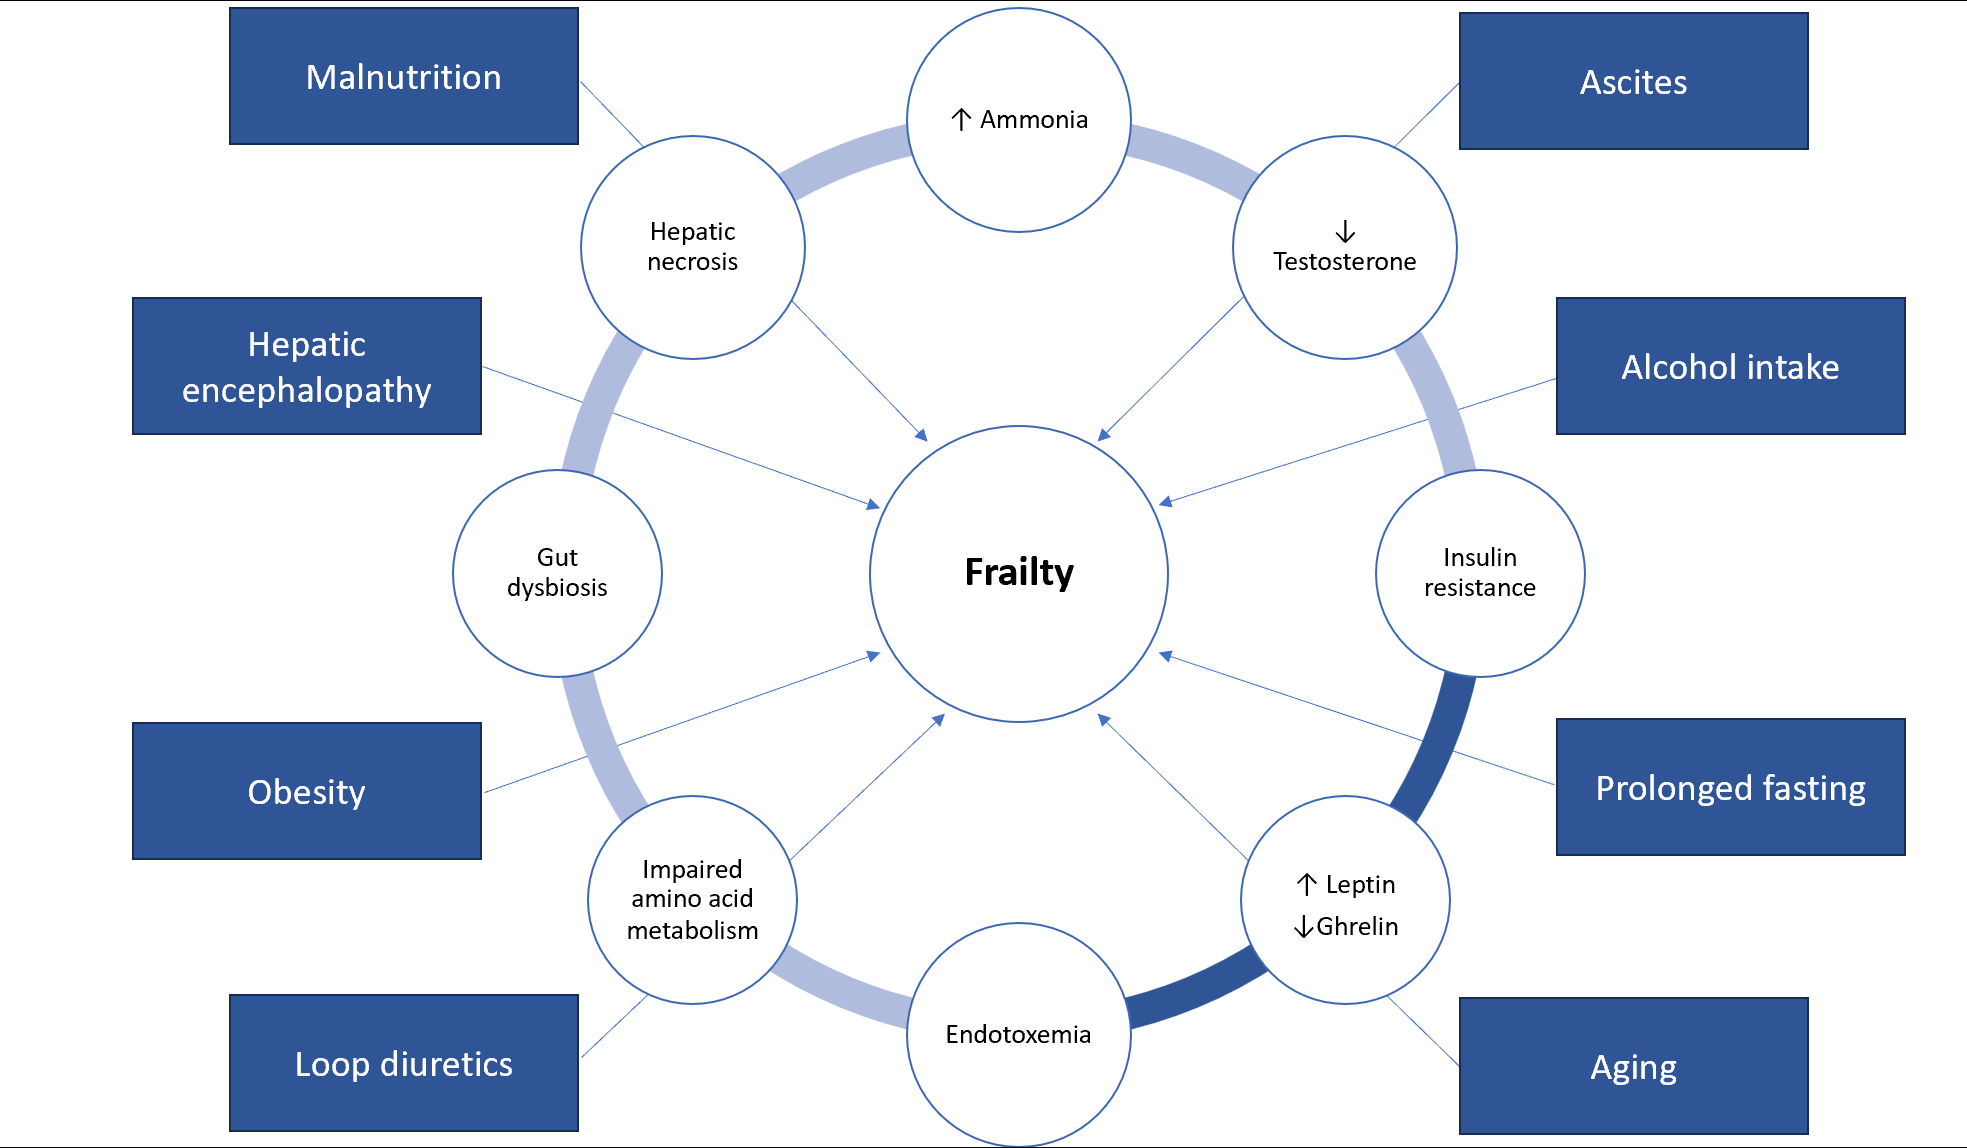 Malnutrition
↑ Ammonia
Ascites
Hepatic
necrosis
↓
Testosterone
Hepatic
encephalopathy
Alcohol intake
Gut
dysbiosis
Frailty
Insulin
resistance
Obesity
Prolonged fasting
Impaired
amino acid
metabolism
↑ Leptin
↓Ghrelin
Loop diuretics
Endotoxemia
Aging